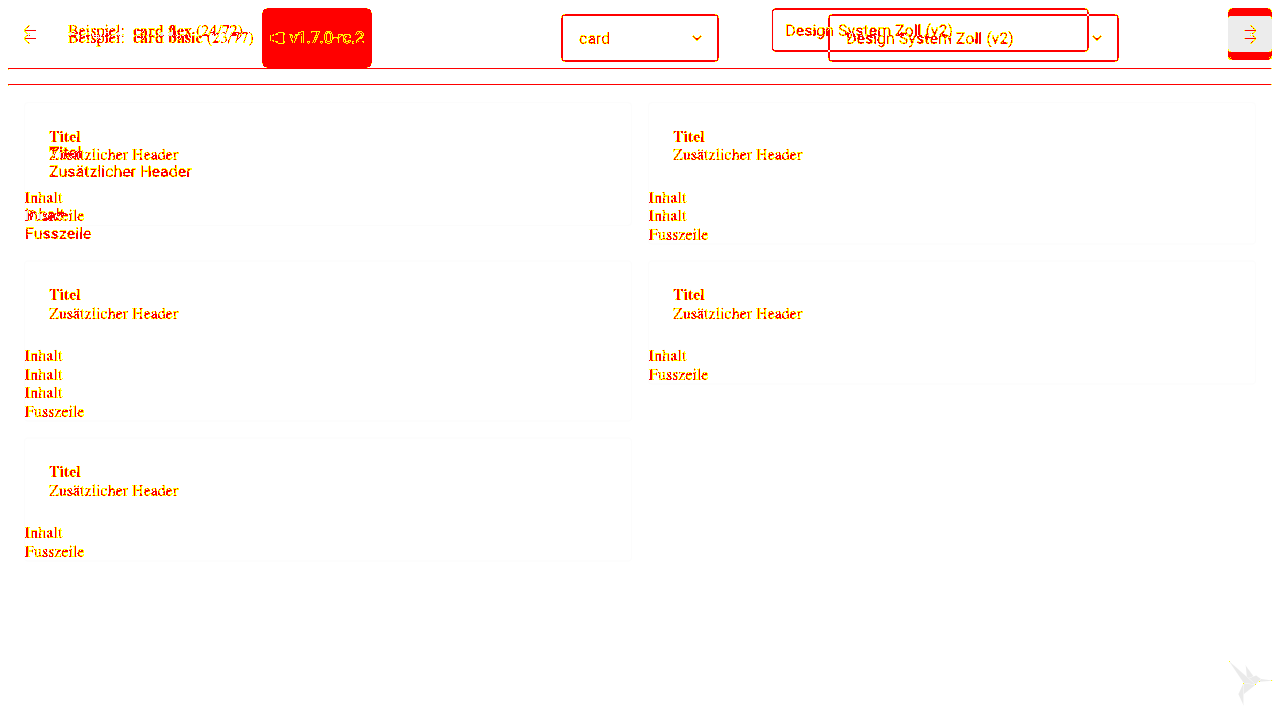 Beispiel: card flex (24/72)
Beispiel: card basic (23/77)
v1.7.0-rc.2
card
Design System Zoll (v2)
Design System Zoll (v2)
Titel
Zusätzlicher Header
Titel
Zusätzlicher Header
Inhalt
Fusszeile
Inhalt
Fusszeile
Titel
Zusätzlicher Header
Inhalt
Inhalt
Fusszeile
Titel
Zusätzlicher Header
Inhalt
Inhalt
Inhalt
Fusszeile
Titel
Zusätzlicher Header
Inhalt
Fusszeile
Titel
Zusätzlicher Header
Inhalt
Fusszeile